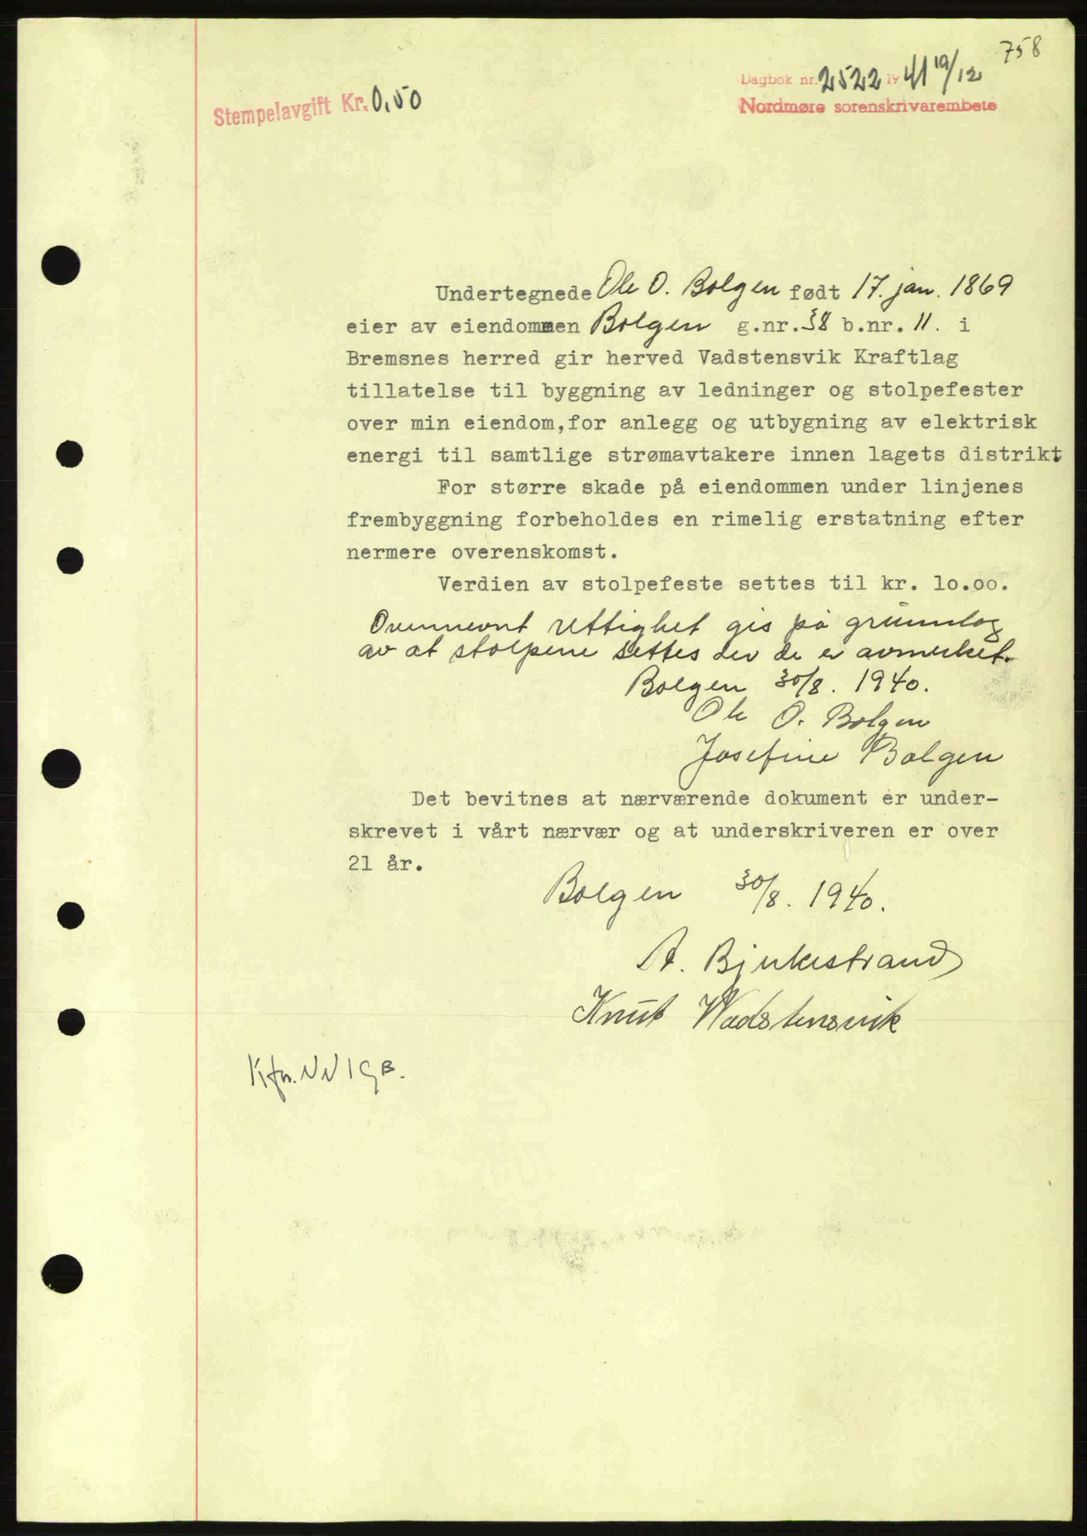 758
Dagbok nr. 2522 1941 19/12
Stempelavgift Kr. 0,50
Nordmøre sorenskrivarembete
Undertegnede Ole O. Bolgen født 17. jan. 1869
eier av eiendommen Bolgen g.nr. 38 b.nr. 11. i
Bremsnes herred gir herved Vadstensvik Kraftlag
tillatelse til byggning av ledninger og stolpefester
over min eiendom,for anlegg og utbygning av elektrisk
energi til samtlige strømavtakere innen lagets distrikt
For større skade på eiendommen under linjenes
frembyggning forbeholdes en rimelig erstatning efter
nermere overenskomst.
Verdien av stolpefeste settes til kr. lo.oo.
Ovennevnt rettighet gis på grunnlag
av at stolpene settes der de er avmerket.
Bolgen 30/8. 1940.
Ole O. Bolgen
Josefine Bolgen
Det bevitnes at nærværende dokument er under-
skrevet i vårt nærvær og at underskriveren er over
21 år.
Bolgen 30/8. 1940.
A. Bjerkestrand
Knut Wadstensvik